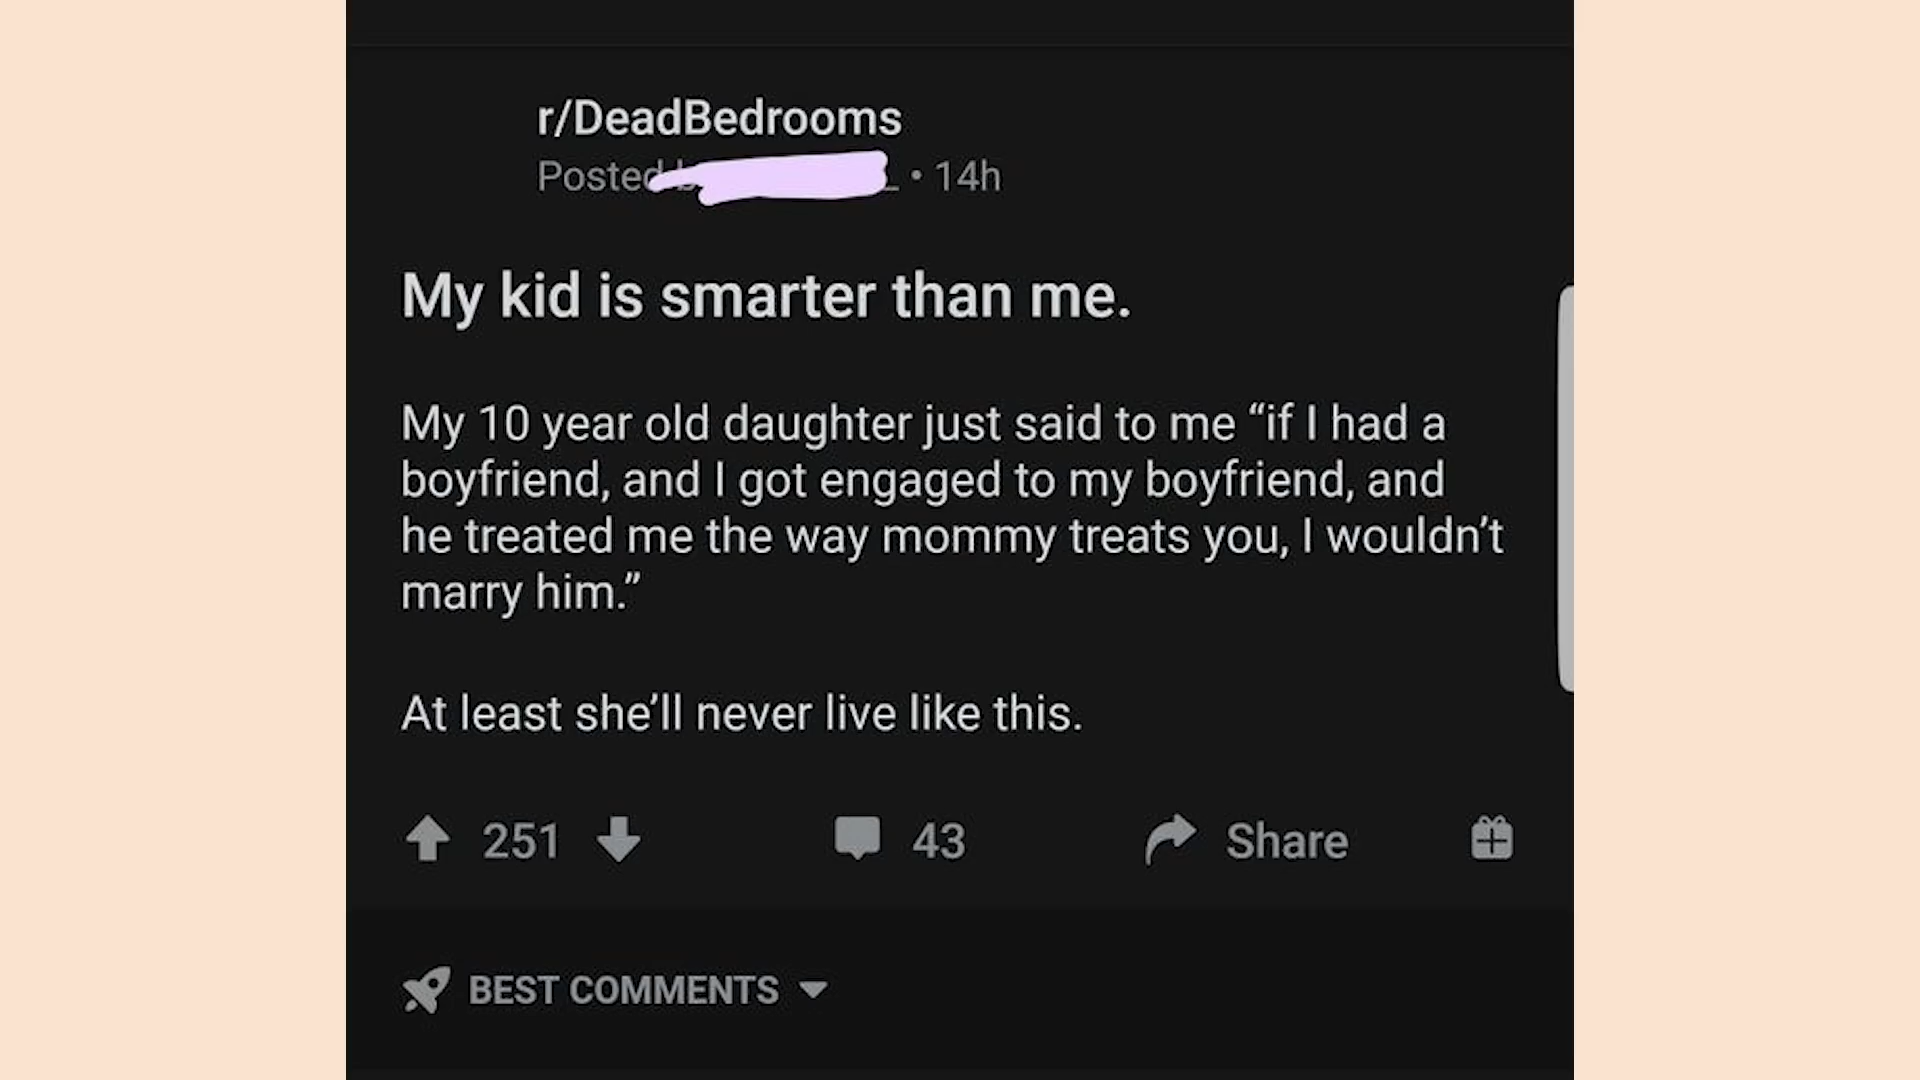 r/DeadBedrooms
Posted • 14h
My kid is smarter than me.
My 10 year old daughter just said to me “if I had a
boyfriend, and I got engaged to my boyfriend, and
he treated me the way mommy treats you, I wouldn’t
marry him.”
At least she’ll never live like this.
251 43 Share
BEST COMMENTS